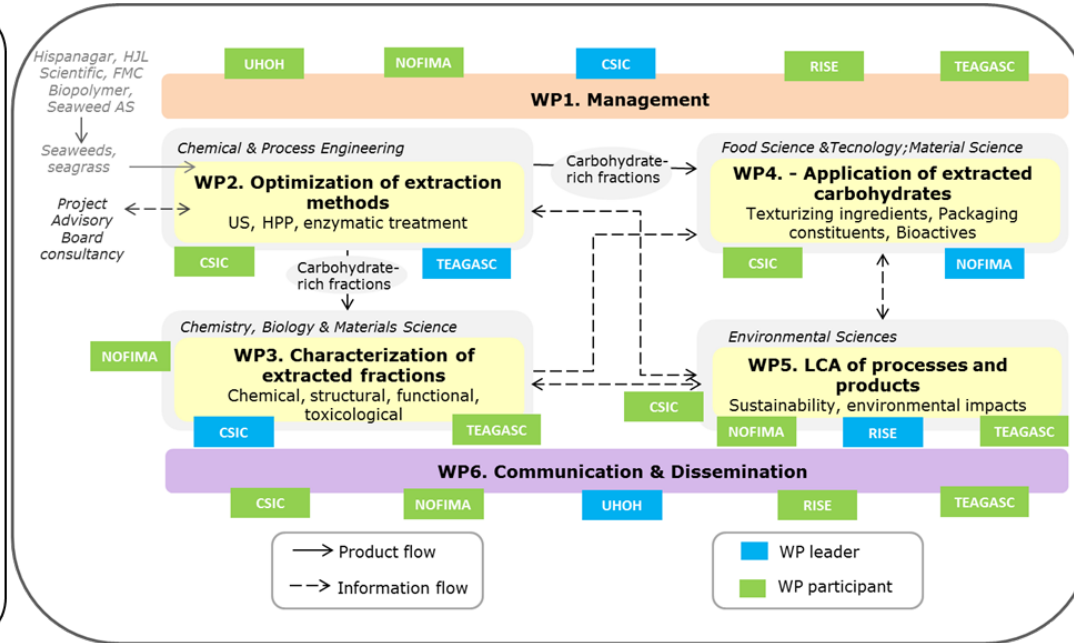 Hispanagar, HJL
Scientific, FMC
Biopolymer,
Seaweed AS
UHOH
NOFIMA
CSIC
RISE
TEAGASC
WP1. Management
Seaweeds,
seagrass
Project
Advisory
Board
consultancy
Chemical & Process Engineering
WP2. Optimization of extraction
methods
US, HPP, enzymatic treatment
CSIC
TEAGASC
Carbohydrate-
rich fractions
Food Science &Tecnology;Material Science
WP4. - Application of extracted
carbohydrates
Texturizing ingredients, Packaging
constituents, Bioactives
CSIC
NOFIMA
Carbohydrate-
rich fractions
Chemistry, Biology & Materials Science
NOFIMA
WP3. Characterization of
extracted fractions
Chemical, structural, functional,
toxicological
CSIC
TEAGASC
Environmental Sciences
WP5. LCA of processes and
products
Sustainability, environmental impacts
CSIC
NOFIMA
RISE
TEAGASC
WP6. Communication & Dissemination
CSIC
NOFIMA
UHOH
RISE
TEAGASC
Product flow
Information flow
WP leader
WP participant